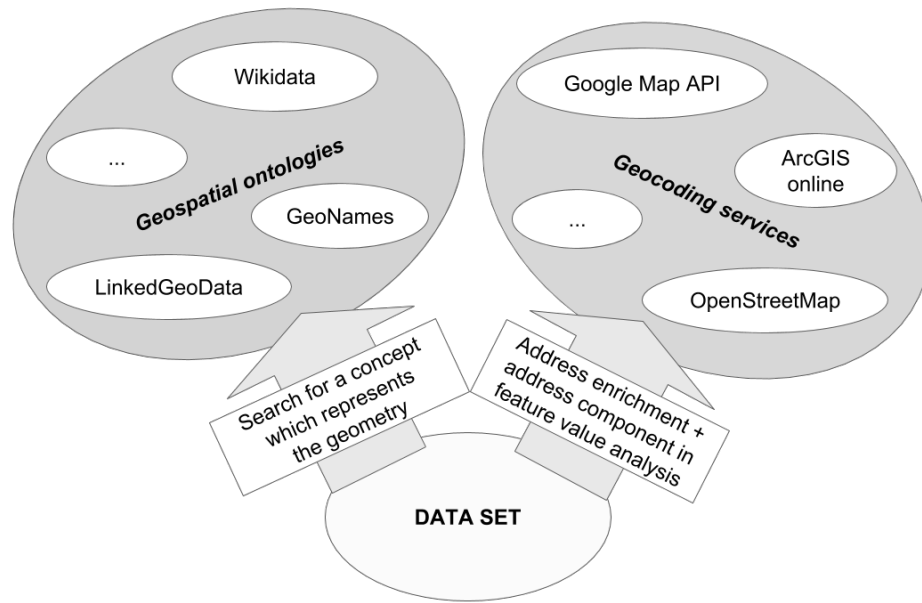 Wikidata
...
Geospatial ontologies
GeoNames
LinkedGeoData
Google Map API
ArcGIS
online
Geocoding services
...
OpenStreetMap
Search for a concept
which represents
the geometry
Address enrichment +
address component in
feature value analysis
DATA SET